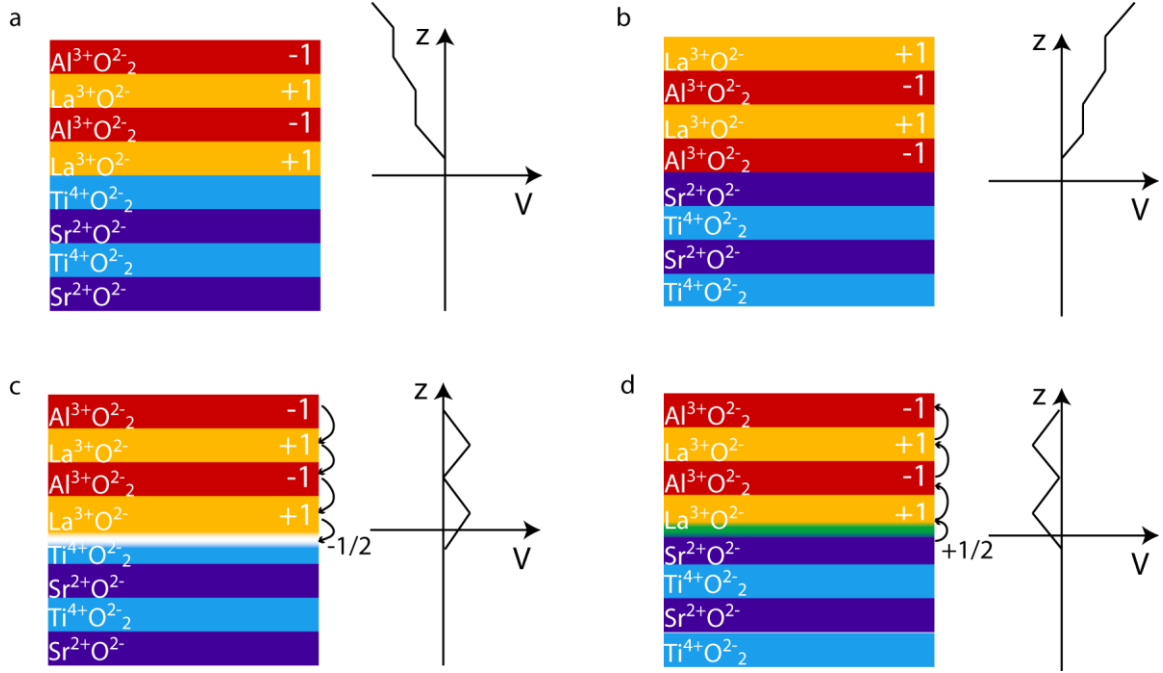 a
Al³⁺O²⁻₂ -1
La³⁺O²⁻ +1
Al³⁺O²⁻₂ -1
La³⁺O²⁻ +1
Ti⁴⁺O²⁻₂
Sr²⁺O²⁻
Ti⁴⁺O²⁻₂
Sr²⁺O²⁻
z
V
b
La³⁺O²⁻ +1
Al³⁺O²⁻₂ -1
La³⁺O²⁻ +1
Al³⁺O²⁻₂ -1
Sr²⁺O²⁻
Ti⁴⁺O²⁻₂
Sr²⁺O²⁻
Ti⁴⁺O²⁻₂
z
V
c
Al³⁺O²⁻₂ -1
La³⁺O²⁻ +1
Al³⁺O²⁻₂ -1
La³⁺O²⁻ +1
-1/2
Ti⁴⁺O²⁻₂
Sr²⁺O²⁻
Ti⁴⁺O²⁻₂
Sr²⁺O²⁻
z
V
d
Al³⁺O²⁻₂ -1
La³⁺O²⁻ +1
Al³⁺O²⁻₂ -1
La³⁺O²⁻ +1
+1/2
Sr²⁺O²⁻
Ti⁴⁺O²⁻₂
Sr²⁺O²⁻
Ti⁴⁺O²⁻₂
z
V